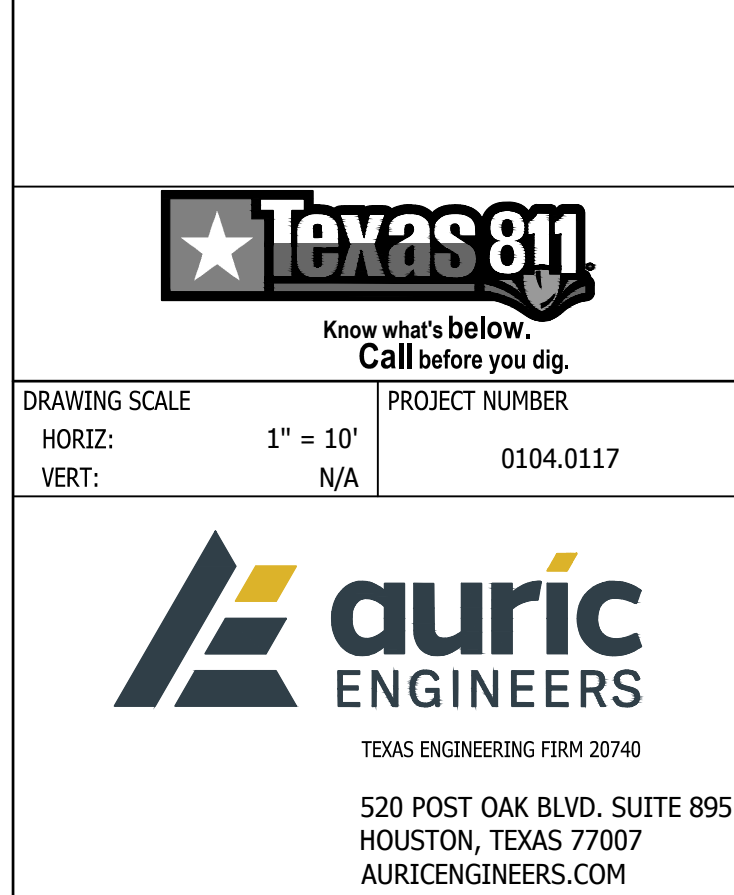 Texas 811
Know what's below.
Call before you dig.
DRAWING SCALE
HORIZ: 1" = 10'
VERT: N/A
PROJECT NUMBER
0104.0117
auric
ENGINEERS
TEXAS ENGINEERING FIRM 20740
520 POST OAK BLVD. SUITE 895
HOUSTON, TEXAS 77007
AURICENGINEERS.COM